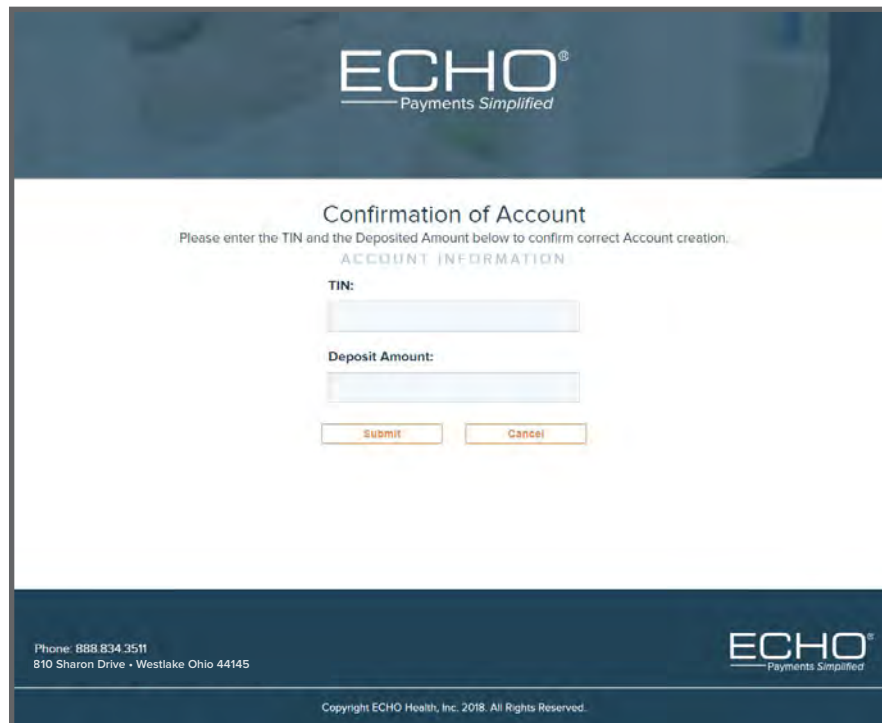 ECHO®
Payments Simplified
Confirmation of Account
Please enter the TIN and the Deposited Amount below to confirm correct Account creation.
ACCOUNT INFORMATION
TIN:
Deposit Amount:
Submit Cancel
Phone: 888.834.3511
810 Sharon Drive • Westlake Ohio 44145
ECHO®
Payments Simplified
Copyright ECHO Health, Inc. 2018. All Rights Reserved.